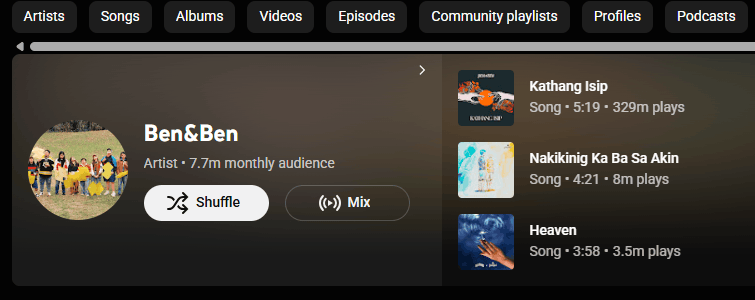 Artists
Songs
Albums
Videos
Episodes
Community playlists
Profiles
Podcasts
Ben&Ben
Artist • 7.7m monthly audience
Shuffle
Mix
KATHANG ISIP
Kathang Isip
Song • 5:19 • 329m plays
Nakikinig Ka Ba Sa Akin
Song • 4:21 • 8m plays
Heaven
Song • 3:58 • 3.5m plays